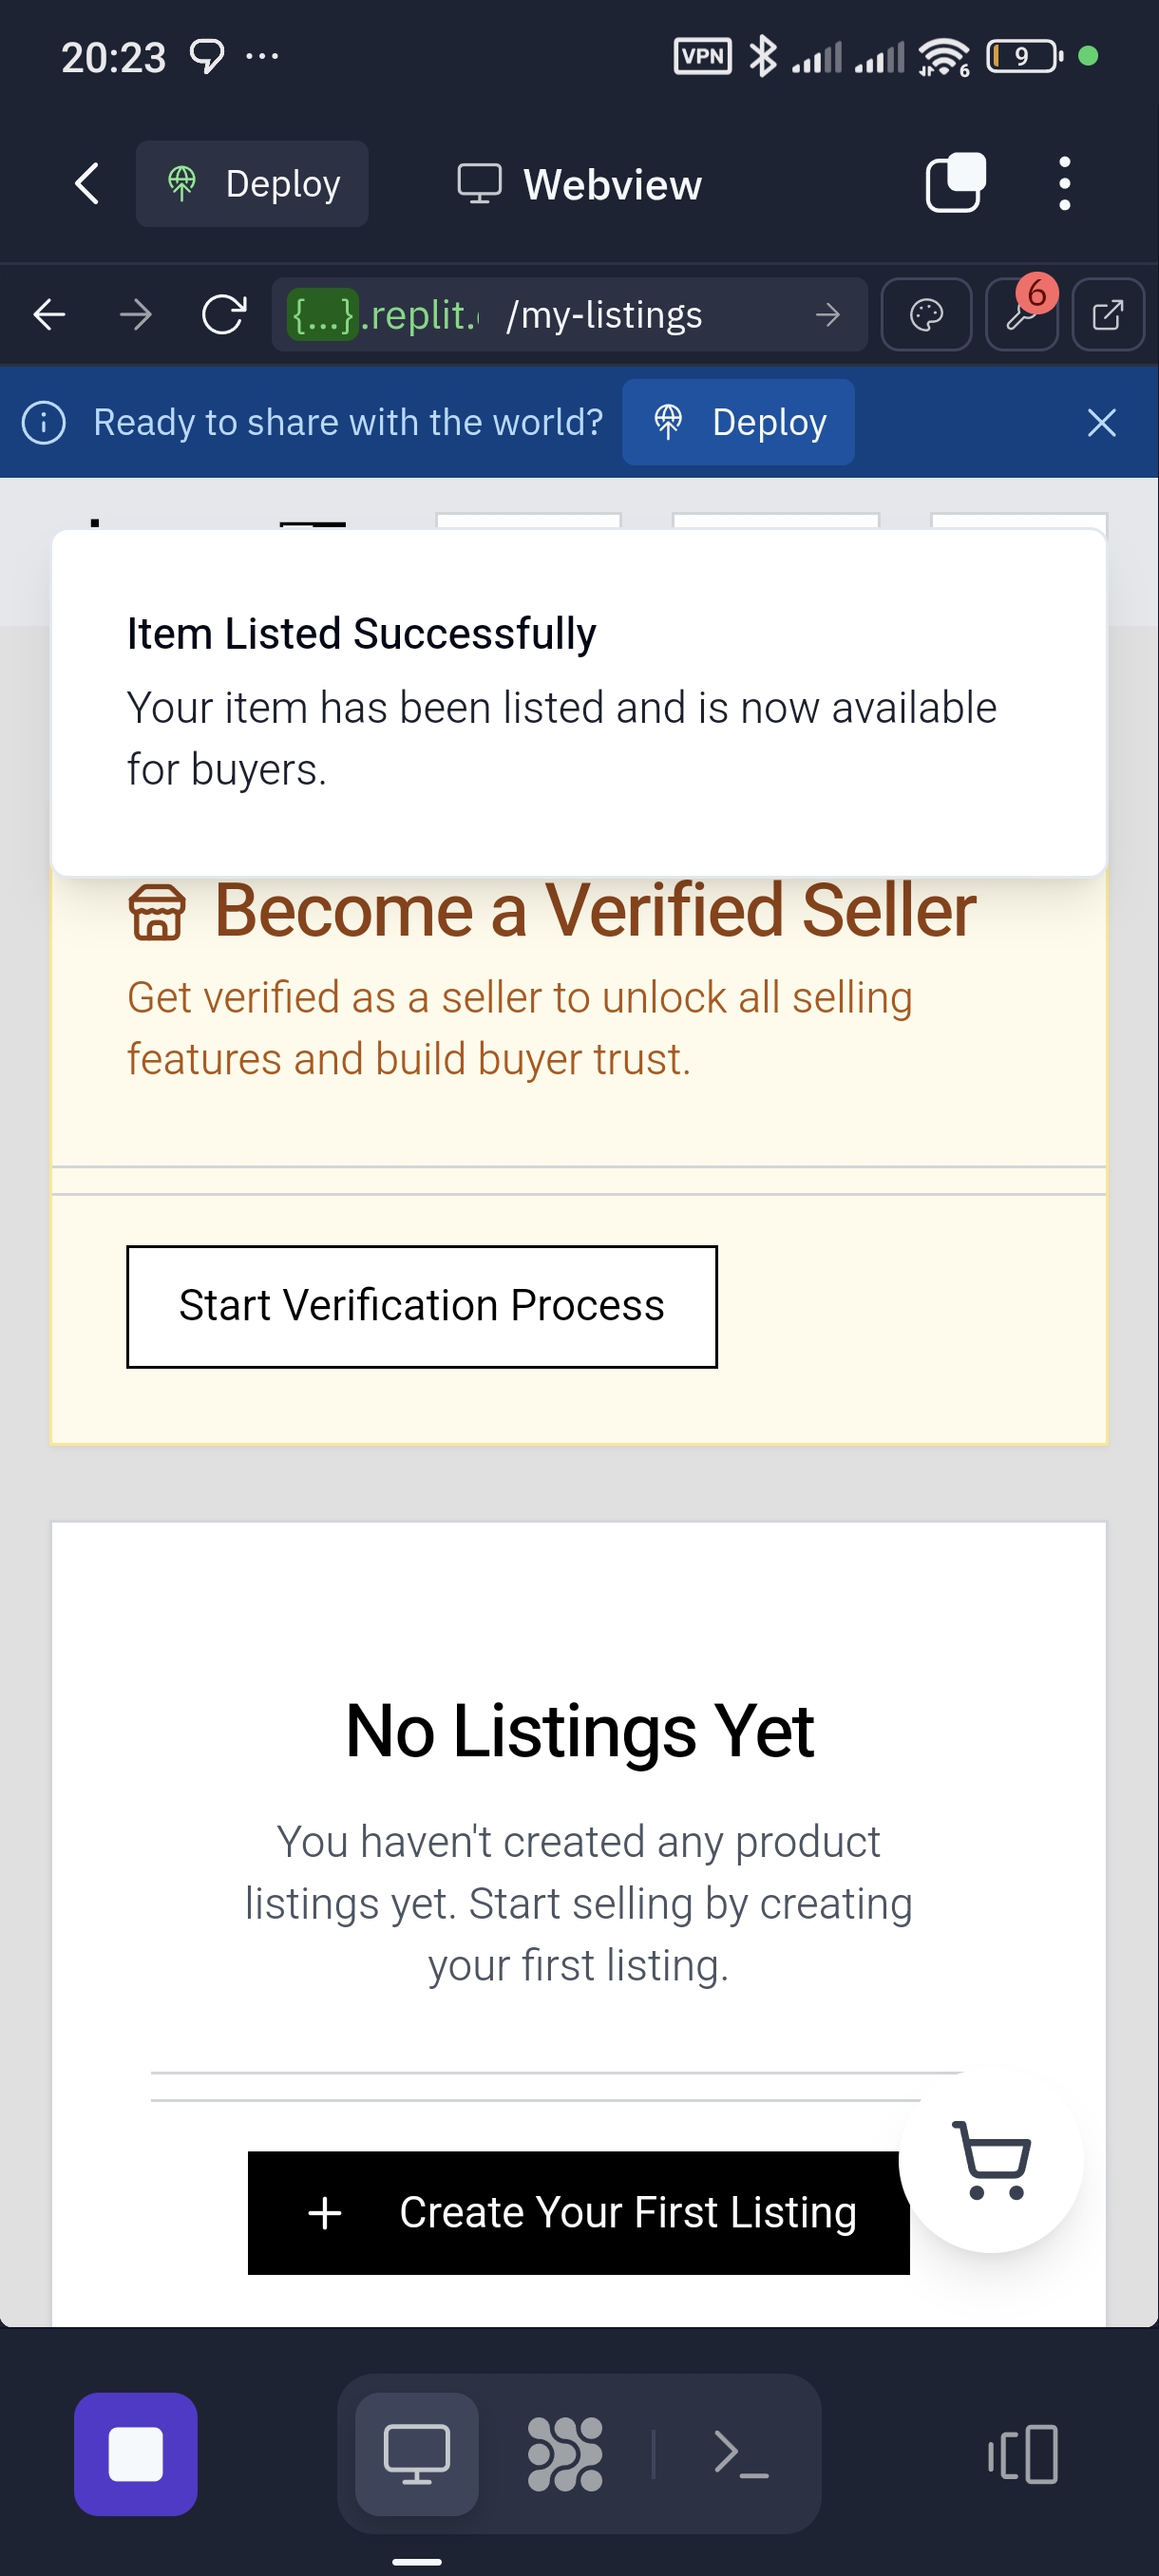 20:23
VPN
6
9
Deploy
Webview
{...}.replit.
/my-listings
6
Ready to share with the world?
Deploy
Item Listed Successfully
Your item has been listed and is now available
for buyers.
Become a Verified Seller
Get verified as a seller to unlock all selling
features and build buyer trust.
Start Verification Process
No Listings Yet
You haven't created any product
listings yet. Start selling by creating
your first listing.
Create Your First Listing